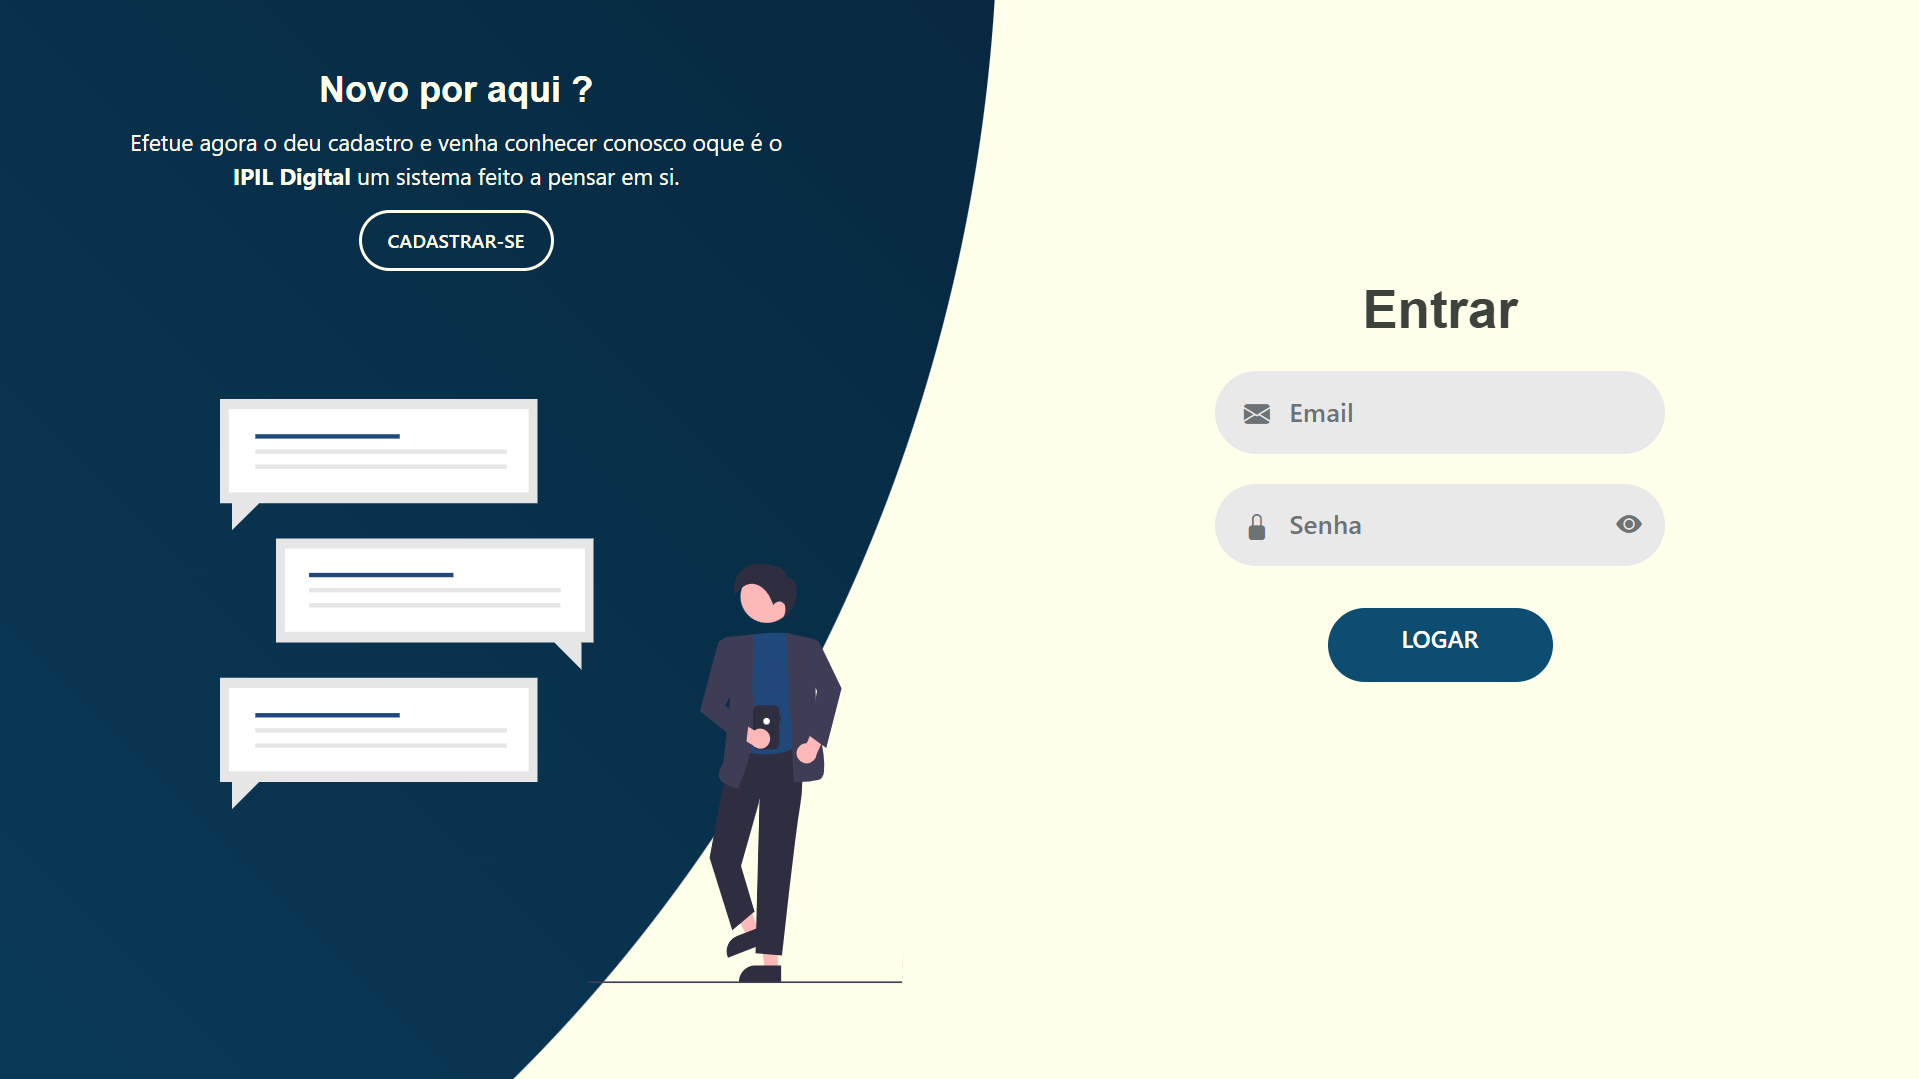 Novo por aqui ?
Efetue agora o deu cadastro e venha conhecer conosco oque é o
IPIL Digital um sistema feito a pensar em si.
CADASTRAR-SE
Entrar
Email
Senha
LOGAR